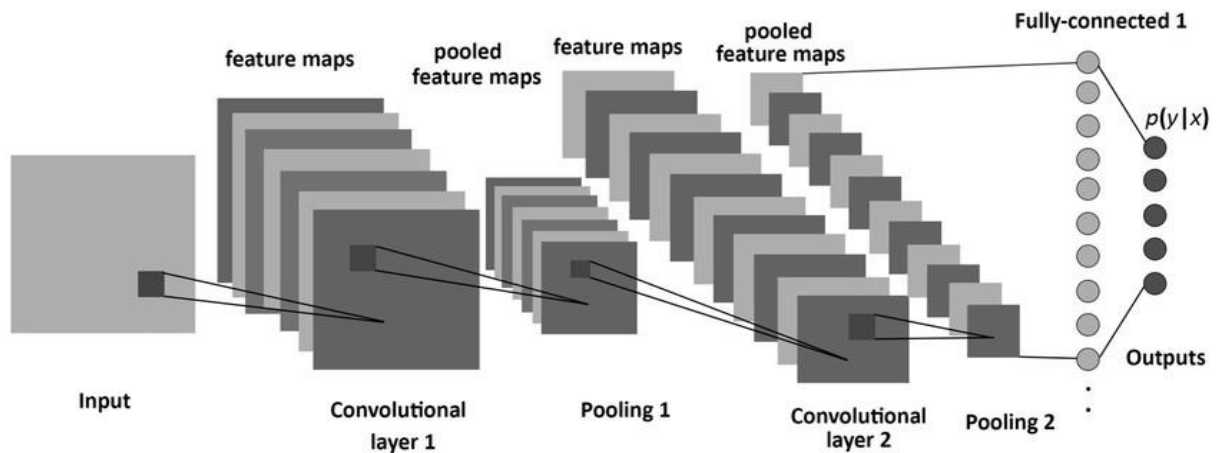 Fully-connected 1
feature maps
pooled
feature maps
feature maps
pooled
feature maps
p(y|x)
Input
Convolutional
layer 1
Pooling 1
Convolutional
layer 2
Pooling 2
Outputs